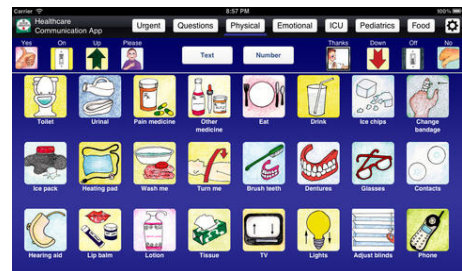 Carrier 8:57 PM 100%
Healthcare
Communication App
Urgent Questions Physical Emotional ICU Pediatrics Food
Yes On Up Please Thanks Down Off No
Text Number
Toilet Urinal Pain medicine Other medicine Eat Drink Ice chips Change bandage
Ice pack Heating pad Wash me Turn me Brush teeth Dentures Glasses Contacts
Hearing aid Lip balm Lotion Tissue TV Lights Adjust blinds Phone